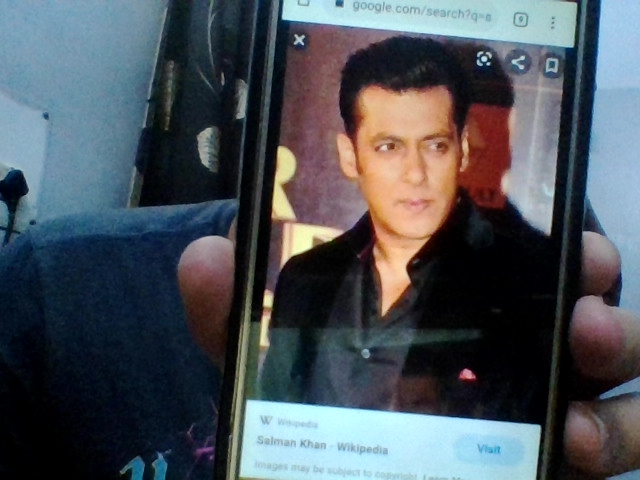 google.com/search?q=s
Wikipedia
Salman Khan - Wikipedia
Visit
Images may be subject to copyright.